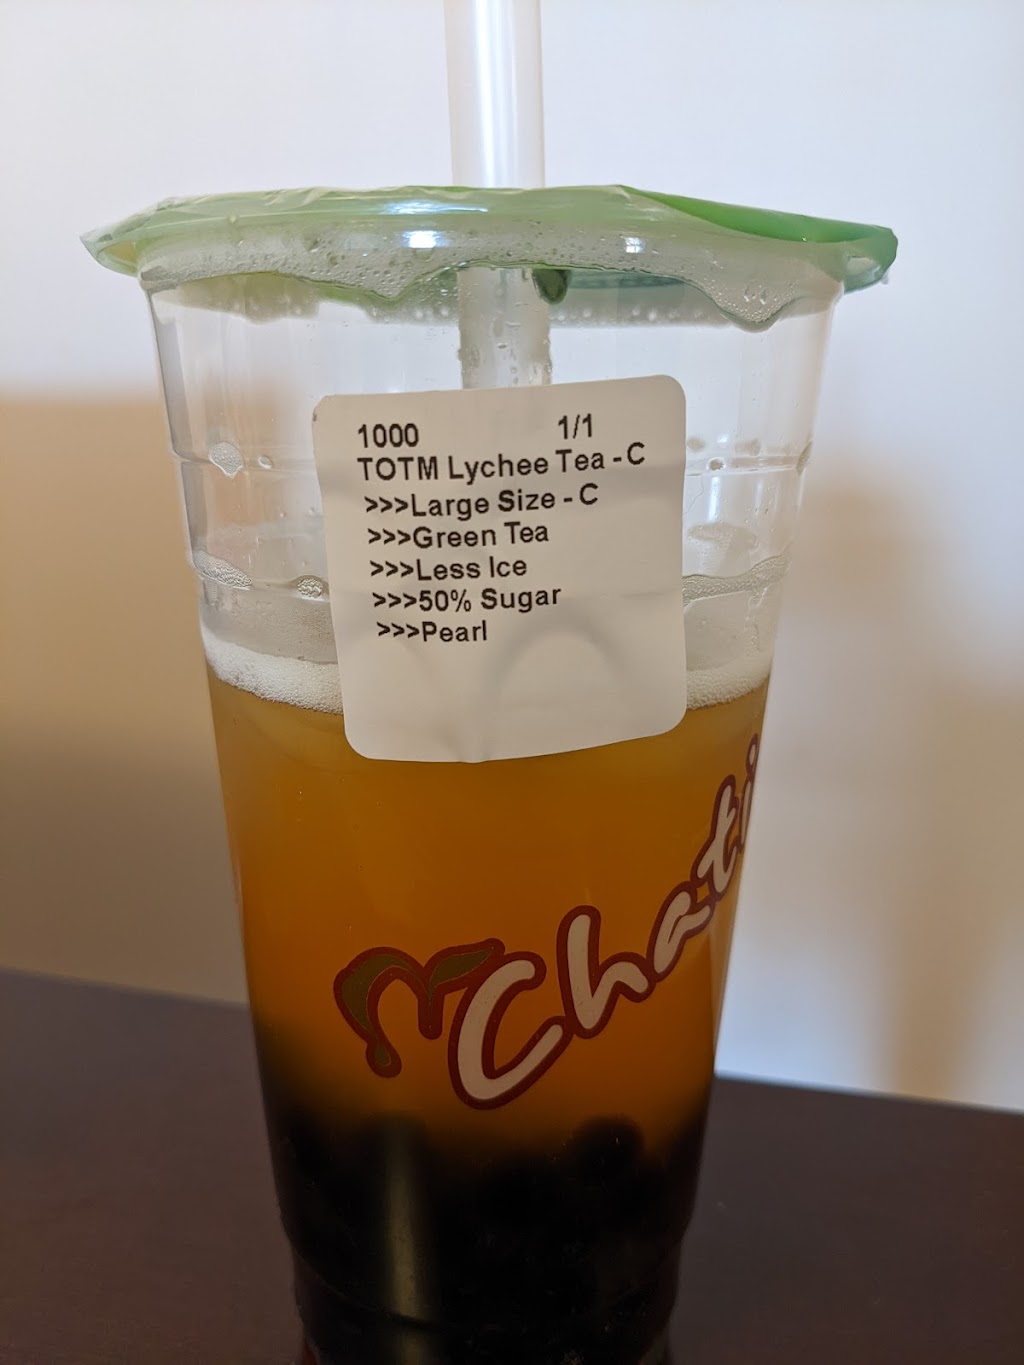 1000 1/1
TOTM Lychee Tea - C
>>>Large Size - C
>>>Green Tea
>>>Less Ice
>>>50% Sugar
>>>Pearl
Chati